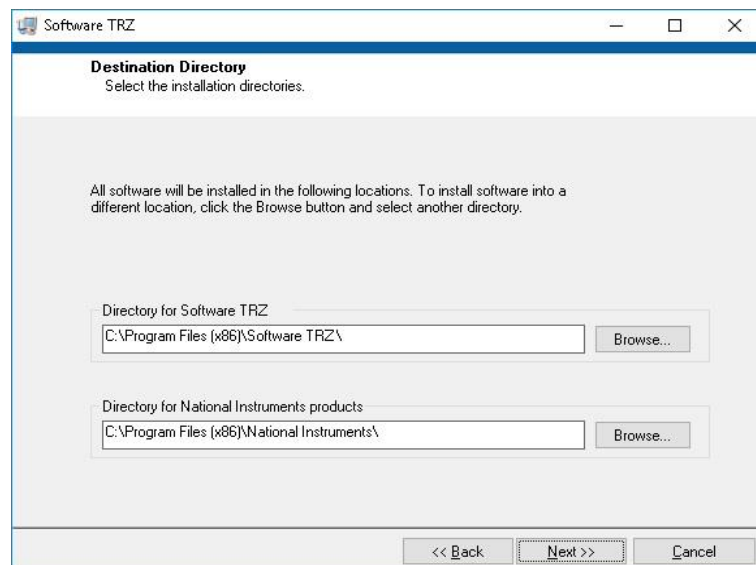 Software TRZ
Destination Directory
Select the installation directories.
All software will be installed in the following locations. To install software into a
different location, click the Browse button and select another directory.
Directory for Software TRZ
C:\Program Files (x86)\Software TRZ\
Browse...
Directory for National Instruments products
C:\Program Files (x86)\National Instruments\
Browse...
<< Back
Next >>
Cancel